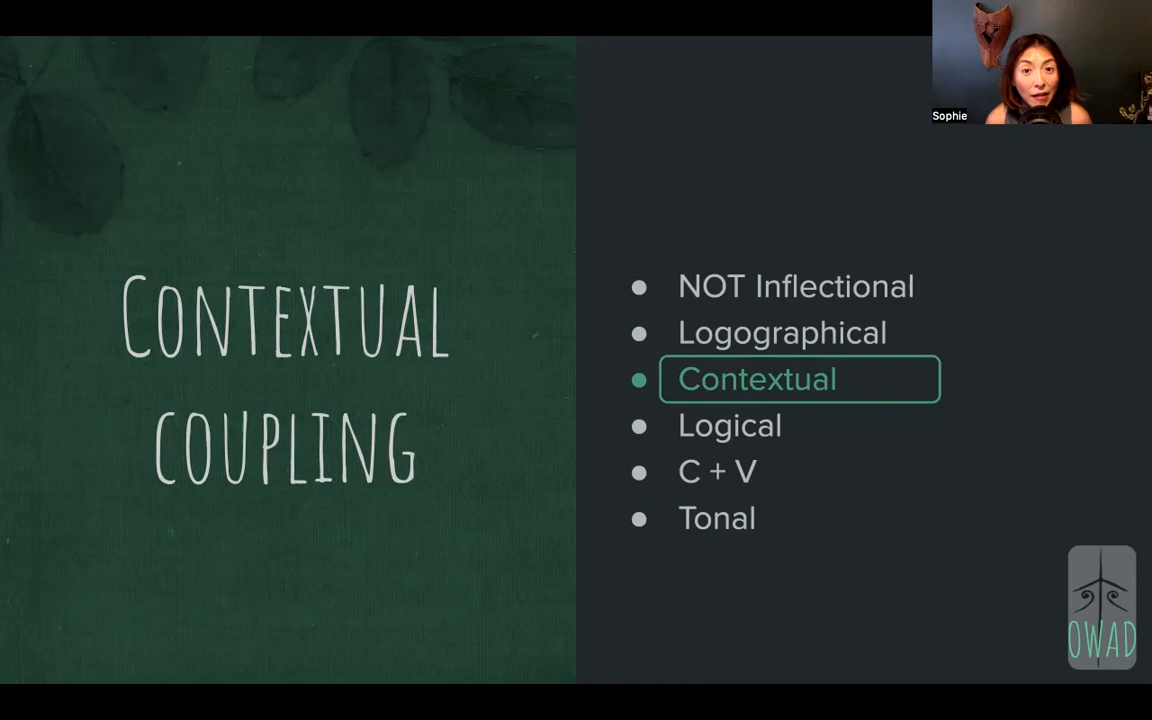 Sophie
CONTEXTUAL
COUPLING
NOT Inflectional
Logographical
Contextual
Logical
C + V
Tonal
OWAD